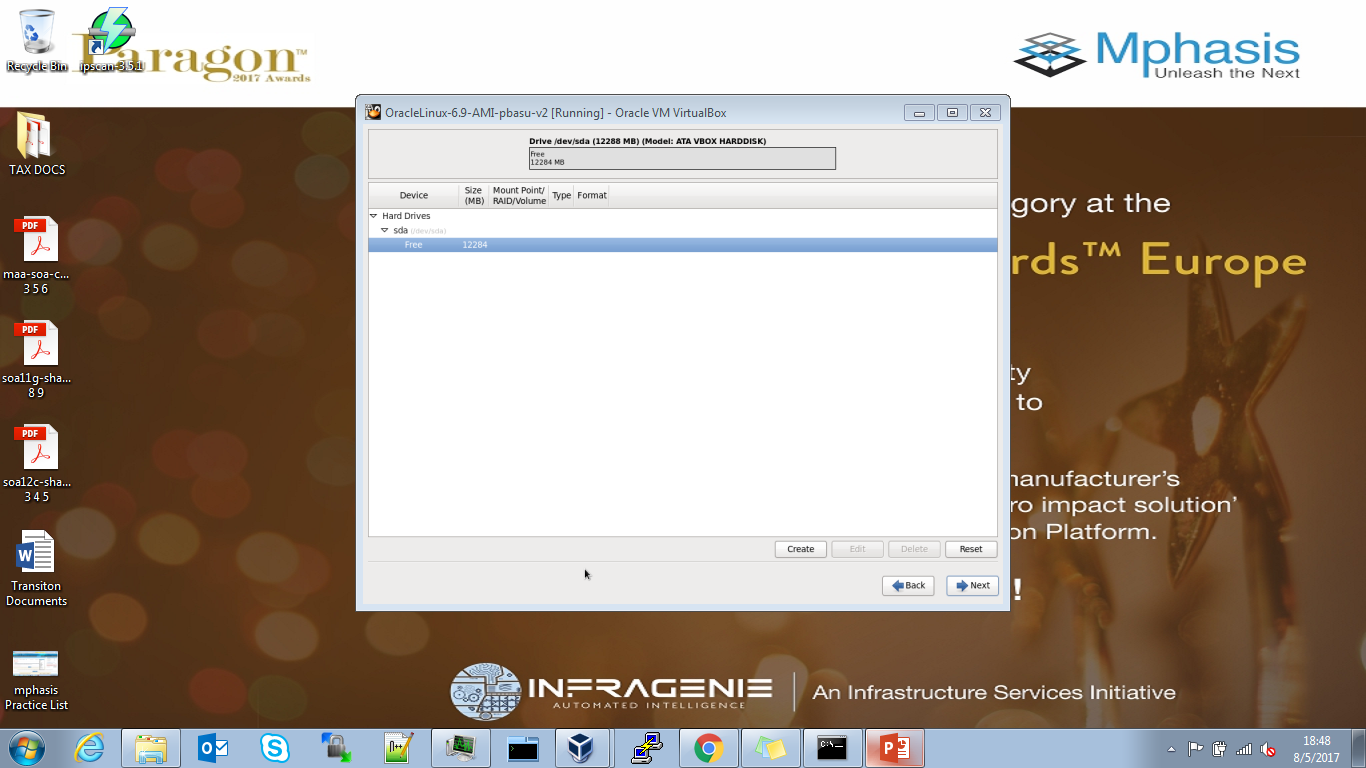 Recycle Bin
ipscan-3.5.1
Paragon™
2017 Awards
Mphasis
Unleash the Next
TAX DOCS
maa-soa-c...
3 5 6
soa11g-sha...
8 9
soa12c-sha...
3 4 5
Transiton
Documents
mphasis
Practice List
PDF
PDF
PDF
OracleLinux-6.9-AMI-pbasu-v2 [Running] - Oracle VM VirtualBox
Drive /dev/sda (12288 MB) (Model: ATA VBOX HARDDISK)
Free
12284 MB
Device
Size
(MB)
Mount Point/
RAID/Volume
Type
Format
Hard Drives
sda (/dev/sda)
Free 12284
Create
Edit
Delete
Reset
Back
Next
gory at the
rds™ Europe
ty
to
nanufacturer's
ro impact solution'
on Platform.
!
INFRAGENIE
AUTOMATED INTELLIGENCE
An Infrastructure Services Initiative
18:48
8/5/2017